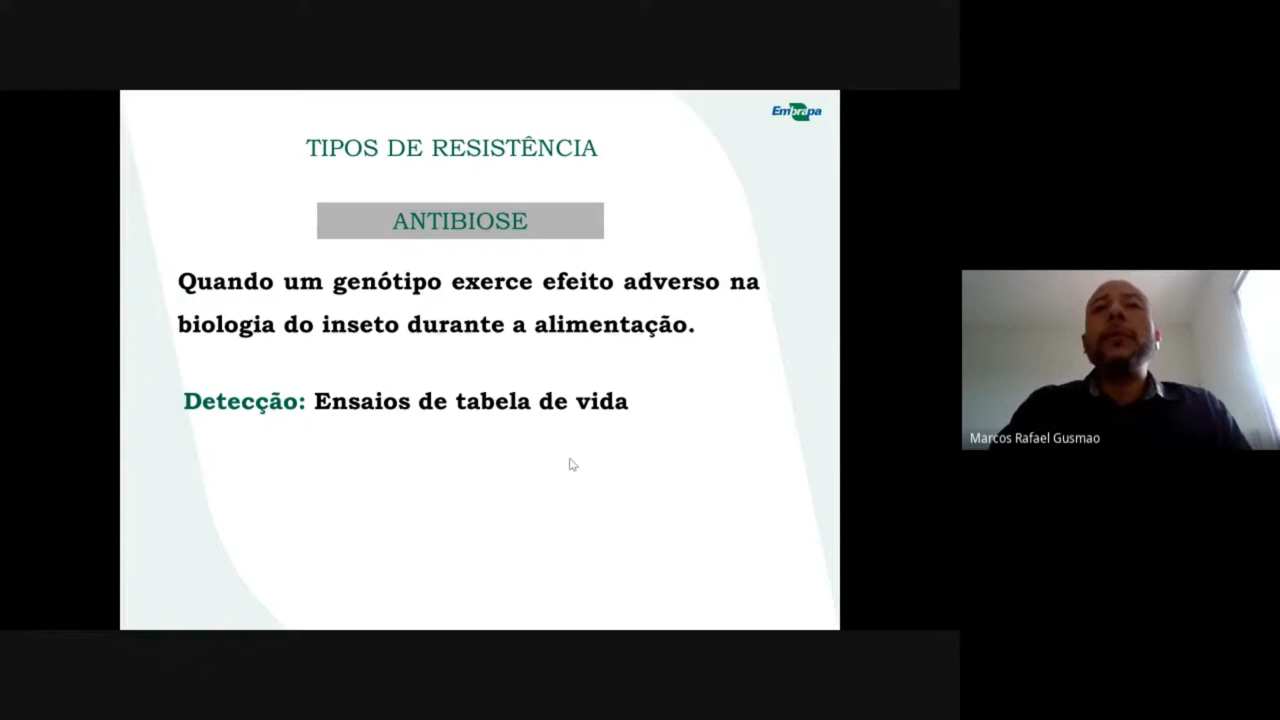 Embrapa
TIPOS DE RESISTÊNCIA
ANTIBIOSE
Quando um genótipo exerce efeito adverso na
biologia do inseto durante a alimentação.
Detecção: Ensaios de tabela de vida
Marcos Rafael Gusmao